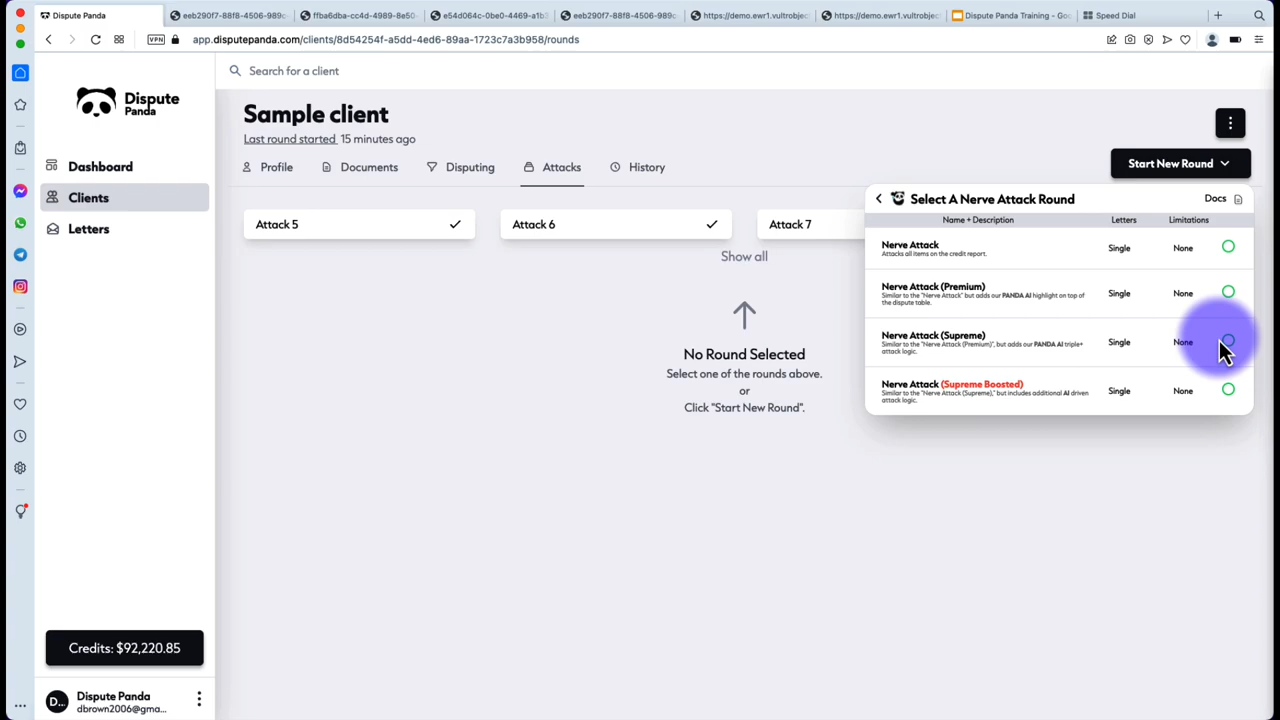 Dispute Panda
eeb290f7-88f8-4506-989c
ffba6dba-cc4d-4989-8e50
e54d064c-0be0-4469-a1b3
eeb290f7-88f8-4506-989c
https://demo.ewr1.vultrobjec
https://demo.ewr1.vultrobjec
Dispute Panda Training - Go
Speed Dial
VPN
app.disputepanda.com/clients/8d54254f-a5dd-4ed6-89aa-1723c7a3b958/rounds
Dispute
Panda
Search for a client
Sample client
Last round started 15 minutes ago
Dashboard
Clients
Letters
Profile
Documents
Disputing
Attacks
History
Start New Round
Attack 5
Attack 6
Attack 7
Show all
No Round Selected
Select one of the rounds above.
or
Click "Start New Round".
Select A Nerve Attack Round
Docs
Name + Description
Letters
Limitations
Nerve Attack
Attacks all items on the credit report.
Single
None
Nerve Attack (Premium)
Similar to the "Nerve Attack" but adds our PANDA AI highlight on top of
the dispute table.
Single
None
Nerve Attack (Supreme)
Similar to the "Nerve Attack (Premium)", but adds our PANDA AI triple+
attack logic.
Single
None
Nerve Attack (Supreme Boosted)
Similar to the "Nerve Attack (Supreme)," but includes additional AI driven
attack logic.
Single
None
Credits: $92,220.85
D...
Dispute Panda
dbrown2006@gma...